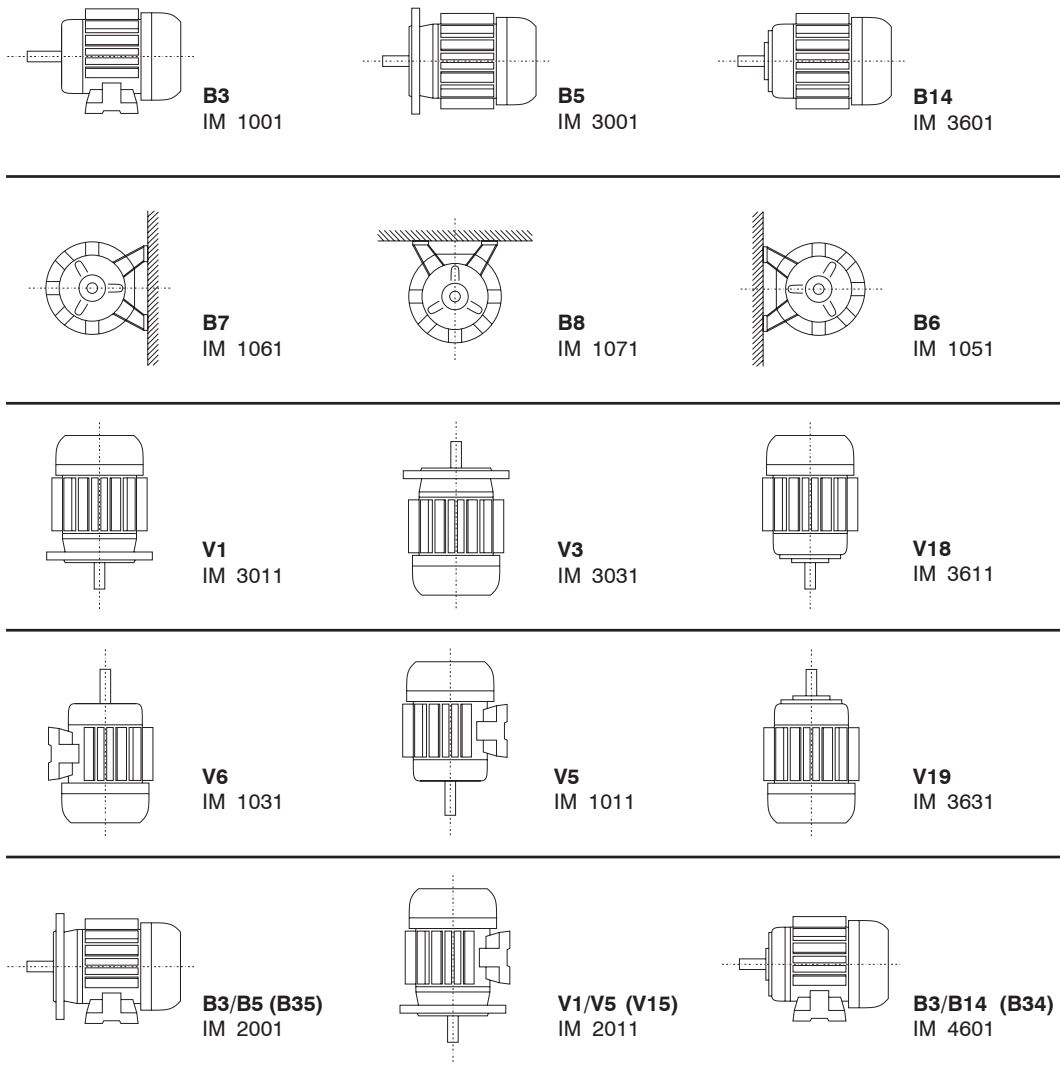 B3
IM 1001
B5
IM 3001
B14
IM 3601
B7
IM 1061
B8
IM 1071
B6
IM 1051
V1
IM 3011
V3
IM 3031
V18
IM 3611
V6
IM 1031
V5
IM 1011
V19
IM 3631
B3/B5 (B35)
IM 2001
V1/V5 (V15)
IM 2011
B3/B14 (B34)
IM 4601